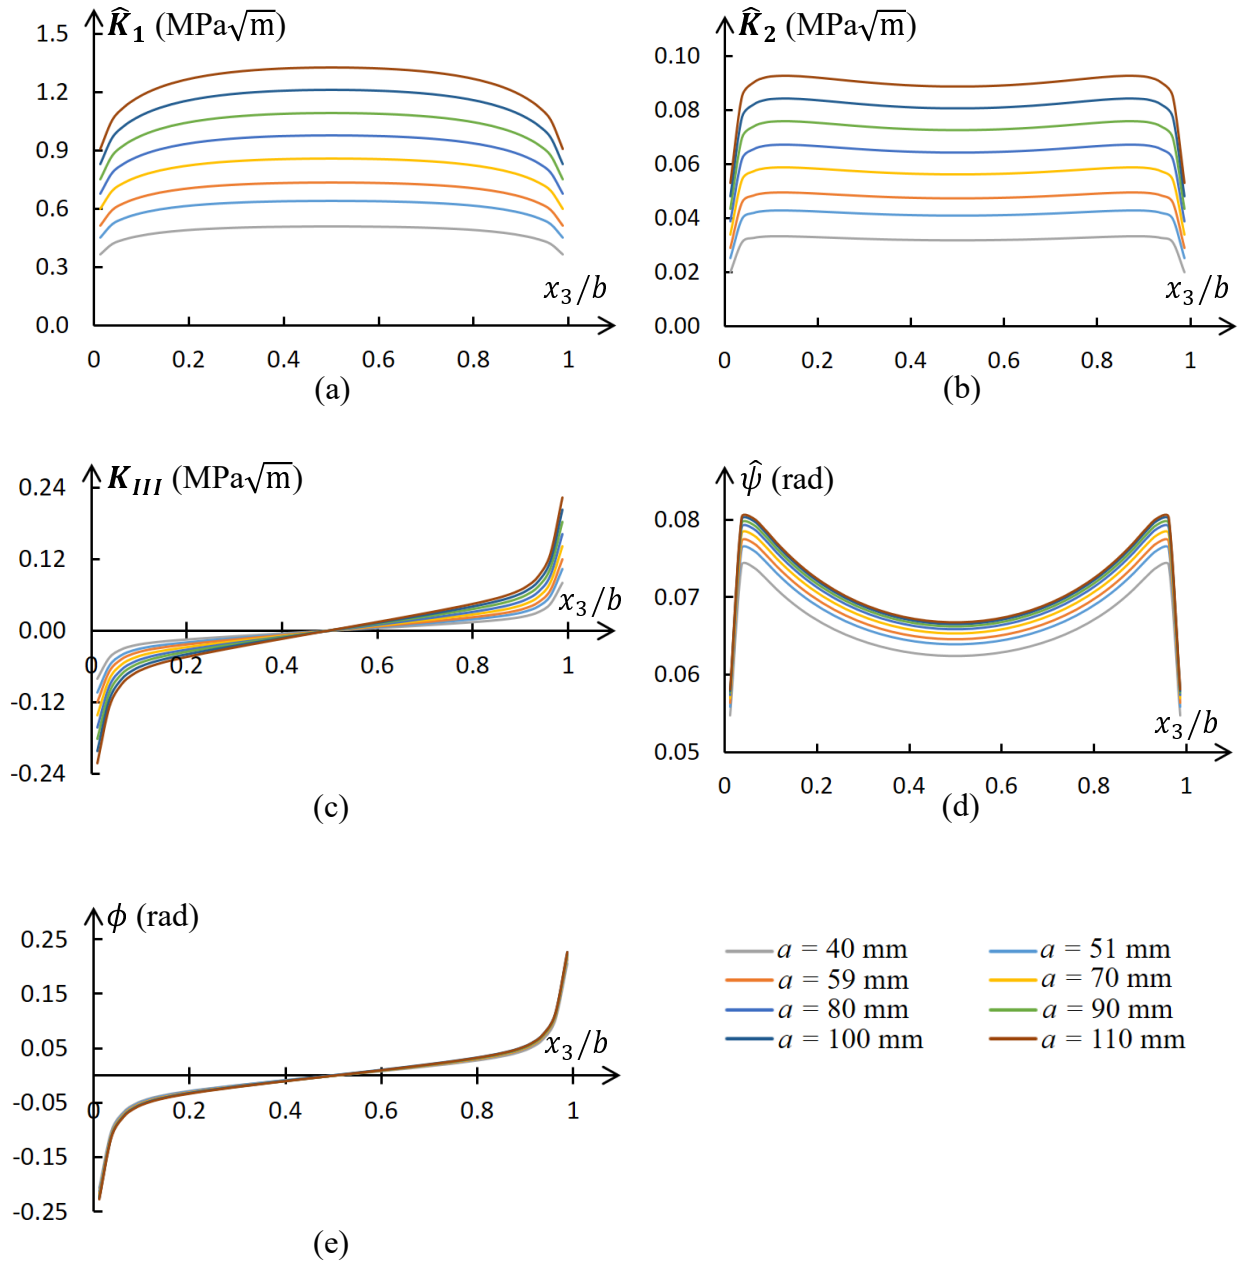 K̂₁ (MPa√m)
1.5
1.2
0.9
0.6
0.3
0.0
x₃/b
0 0.2 0.4 0.6 0.8 1
(a)
K̂₂ (MPa√m)
0.10
0.08
0.06
0.04
0.02
0.00
x₃/b
0 0.2 0.4 0.6 0.8 1
(b)
K_III (MPa√m)
0.24
0.12
0.00
-0.12
-0.24
x₃/b
0 0.2 0.4 0.6 0.8 1
(c)
ψ̂ (rad)
0.08
0.07
0.06
0.05
x₃/b
0 0.2 0.4 0.6 0.8 1
(d)
ϕ (rad)
0.25
0.15
0.05
-0.05
-0.15
-0.25
x₃/b
0 0.2 0.4 0.6 0.8 1
(e)
a = 40 mm a = 51 mm
a = 59 mm a = 70 mm
a = 80 mm a = 90 mm
a = 100 mm a = 110 mm